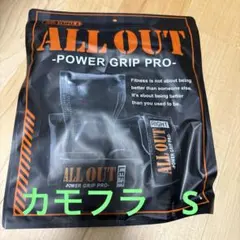 ALL OUT
-POWER GRIP PRO-
Fitness is not about being
better than someone else.
It's about being better
than you used to be.
RIGHT
ALL OUT
-POWER GRIP PRO-
カモフラ S